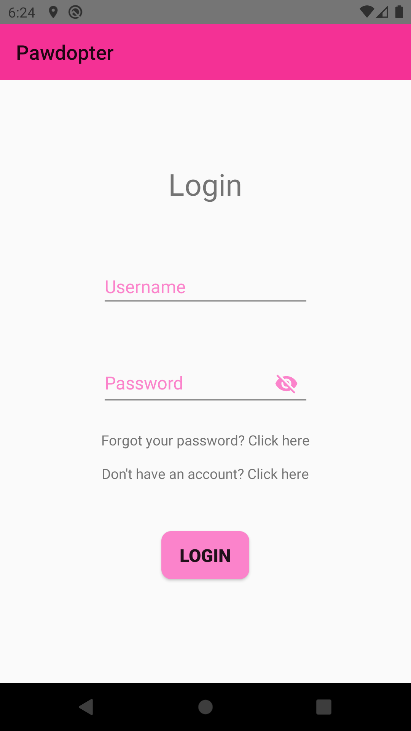 6:24
Pawdopter
Login
Username
Password
Forgot your password? Click here
Don't have an account? Click here
LOGIN